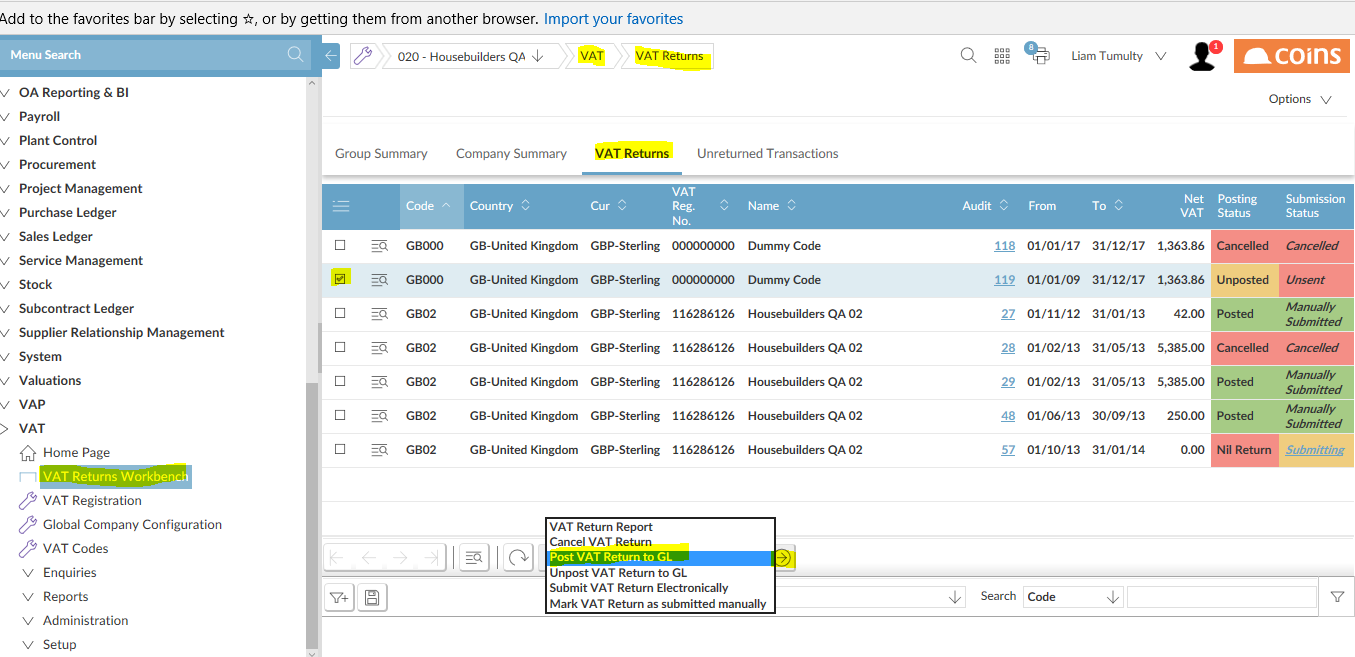 Add to the favorites bar by selecting ☆, or by getting them from another browser. Import your favorites
Menu Search
020 - Housebuilders QA
VAT
VAT Returns
8
Liam Tumulty
1
coins
Options
OA Reporting & BI
Payroll
Plant Control
Procurement
Project Management
Purchase Ledger
Sales Ledger
Service Management
Stock
Subcontract Ledger
Supplier Relationship Management
System
Valuations
VAP
VAT
Home Page
VAT Returns Workbench
VAT Registration
Global Company Configuration
VAT Codes
Enquiries
Reports
Administration
Setup
Group Summary Company Summary VAT Returns Unreturned Transactions
Code Country Cur VAT Reg. No. Name Audit From To Net VAT Posting Status Submission Status
GB000 GB-United Kingdom GBP-Sterling 000000000 Dummy Code 118 01/01/17 31/12/17 1,363.86 Cancelled Cancelled
GB000 GB-United Kingdom GBP-Sterling 000000000 Dummy Code 119 01/01/09 31/12/17 1,363.86 Unposted Unsent
GB02 GB-United Kingdom GBP-Sterling 116286126 Housebuilders QA 02 27 01/11/12 31/01/13 42.00 Posted Manually Submitted
GB02 GB-United Kingdom GBP-Sterling 116286126 Housebuilders QA 02 28 01/02/13 31/05/13 5,385.00 Cancelled Cancelled
GB02 GB-United Kingdom GBP-Sterling 116286126 Housebuilders QA 02 29 01/02/13 31/05/13 5,385.00 Posted Manually Submitted
GB02 GB-United Kingdom GBP-Sterling 116286126 Housebuilders QA 02 48 01/06/13 30/09/13 250.00 Posted Manually Submitted
GB02 GB-United Kingdom GBP-Sterling 116286126 Housebuilders QA 02 57 01/10/13 31/01/14 0.00 Nil Return Submitting
VAT Return Report
Cancel VAT Return
Post VAT Return to GL
Unpost VAT Return to GL
Submit VAT Return Electronically
Mark VAT Return as submitted manually
Search Code